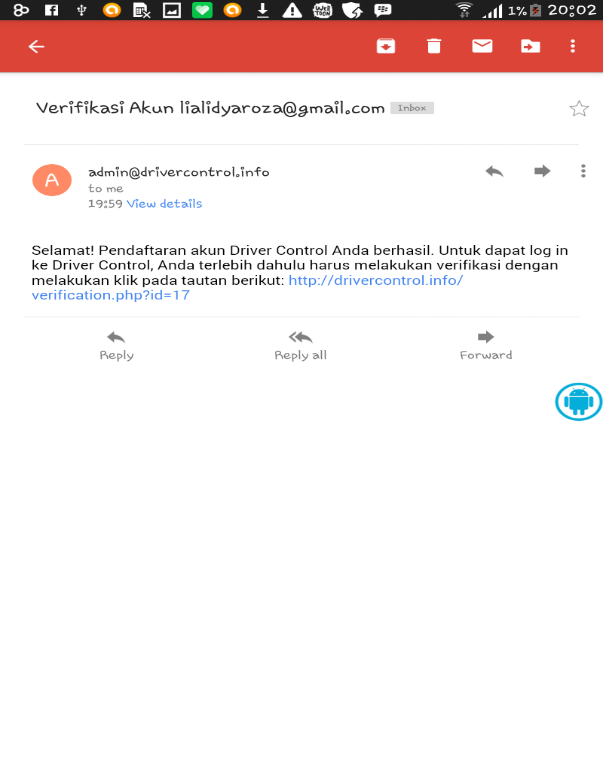 1% 20:02
Verifikasi Akun lialidyaroza@gmail.com Inbox
A
admin@drivercontrol.info
to me
19:59 View details
Selamat! Pendaftaran akun Driver Control Anda berhasil. Untuk dapat log in
ke Driver Control, Anda terlebih dahulu harus melakukan verifikasi dengan
melakukan klik pada tautan berikut: http://drivercontrol.info/
verification.php?id=17
Reply Reply all Forward